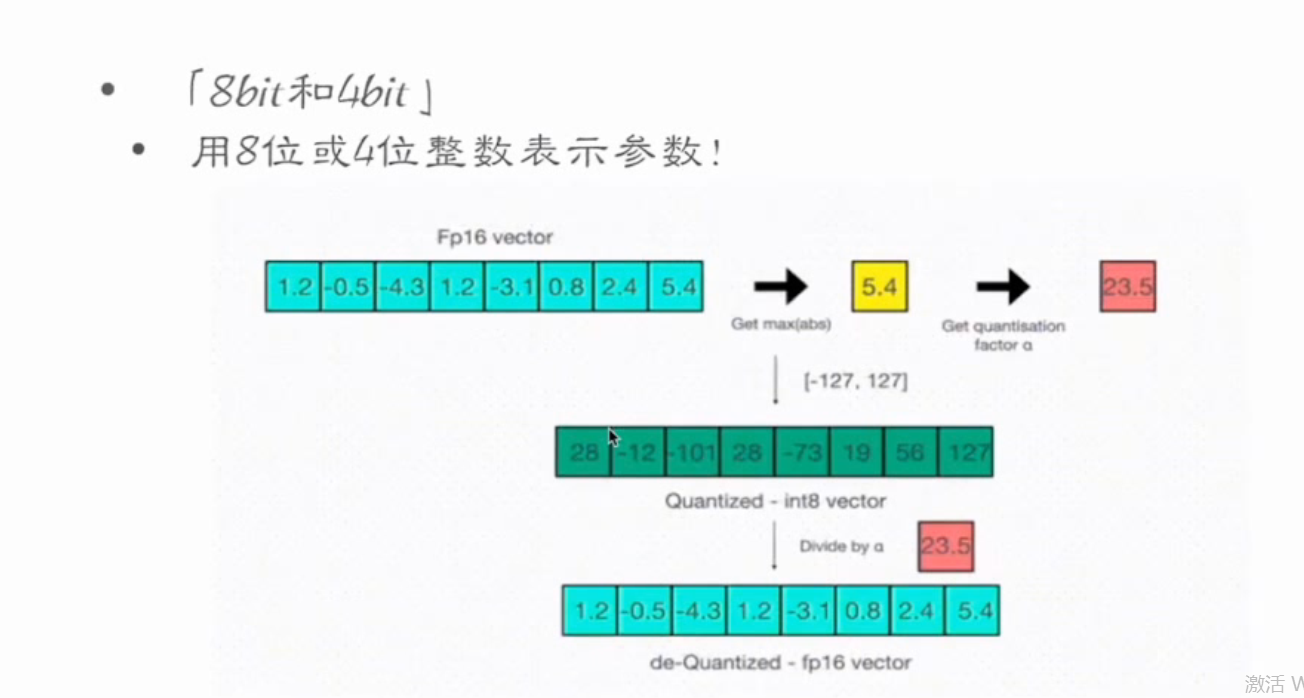 「8bit和4bit」
用8位或4位整数表示参数!
Fp16 vector
1.2 -0.5 -4.3 1.2 -3.1 0.8 2.4 5.4
5.4
23.5
Get max(abs)
Get quantisation
factor α
[-127, 127]
28 -12 -101 28 -73 19 56 127
Quantized - int8 vector
Divide by α
23.5
1.2 -0.5 -4.3 1.2 -3.1 0.8 2.4 5.4
de-Quantized - fp16 vector
激活 W